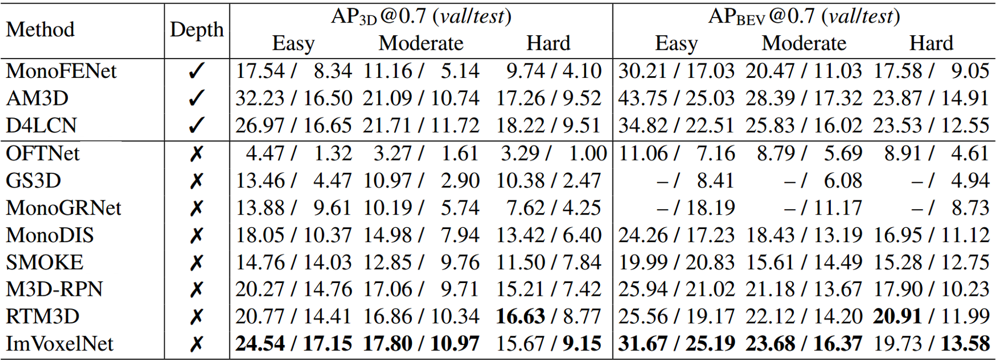 Method Depth AP3D@0.7 (val/test) APBEV@0.7 (val/test)
Easy Moderate Hard Easy Moderate Hard
MonoFENet ✓ 17.54 / 8.34 11.16 / 5.14 9.74 / 4.10 30.21 / 17.03 20.47 / 11.03 17.58 / 9.05
AM3D ✓ 32.23 / 16.50 21.09 / 10.74 17.26 / 9.52 43.75 / 25.03 28.39 / 17.32 23.87 / 14.91
D4LCN ✓ 26.97 / 16.65 21.71 / 11.72 18.22 / 9.51 34.82 / 22.51 25.83 / 16.02 23.53 / 12.55
OFTNet ✗ 4.47 / 1.32 3.27 / 1.61 3.29 / 1.00 11.06 / 7.16 8.79 / 5.69 8.91 / 4.61
GS3D ✗ 13.46 / 4.47 10.97 / 2.90 10.38 / 2.47 – / 8.41 – / 6.08 – / 4.94
MonoGRNet ✗ 13.88 / 9.61 10.19 / 5.74 7.62 / 4.25 – / 18.19 – / 11.17 – / 8.73
MonoDIS ✗ 18.05 / 10.37 14.98 / 7.94 13.42 / 6.40 24.26 / 17.23 18.43 / 13.19 16.95 / 11.12
SMOKE ✗ 14.76 / 14.03 12.85 / 9.76 11.50 / 7.84 19.99 / 20.83 15.61 / 14.49 15.28 / 12.75
M3D-RPN ✗ 20.27 / 14.76 17.06 / 9.71 15.21 / 7.42 25.94 / 21.02 21.18 / 13.67 17.90 / 10.23
RTM3D ✗ 20.77 / 14.41 16.86 / 10.34 16.63 / 8.77 25.56 / 19.17 22.12 / 14.20 20.91 / 11.99
ImVoxelNet ✗ 24.54 / 17.15 17.80 / 10.97 15.67 / 9.15 31.67 / 25.19 23.68 / 16.37 19.73 / 13.58